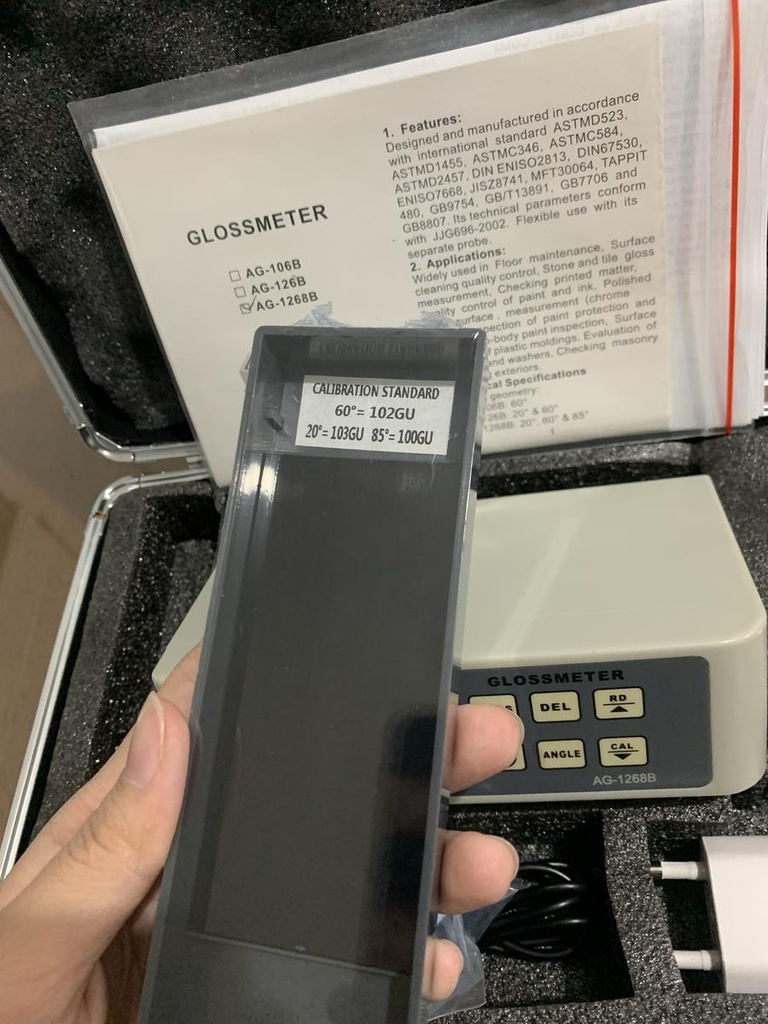 GLOSSMETER
AG-106B
AG-126B
AG-1268B
1. Features:
Designed and manufactured in accordance
with international standard ASTMD523,
ASTMD1455, ASTMC346, ASTMC584,
ASTMD2457, DIN ENISO2813, DIN67530,
ENISO7668, JISZ8741, MFT30064, TAPPIT
480, GB9754, GB/T13891, GB7706 and
GB8807. Its technical parameters conform
with JJG696-2002. Flexible use with its
separate probe.
2. Applications:
Widely used in Floor maintenance, Surface
cleaning quality control, Stone and tile gloss
measurement, Checking printed matter,
control of paint and ink, Polished
surface, measurement (chrome
of paint protection and
-body paint inspection, Surface
of plastic moldings, Evaluation of
and washers, Checking masonry
exteriors.
Specifications
geometry:
60°
20° & 60°
20°, 60° & 85°
1
CALIBRATION STANDARD
60°= 102GU
20°= 103GU 85°= 100GU
GLOSSMETER
DEL
RD
ANGLE
CAL
AG-1268B